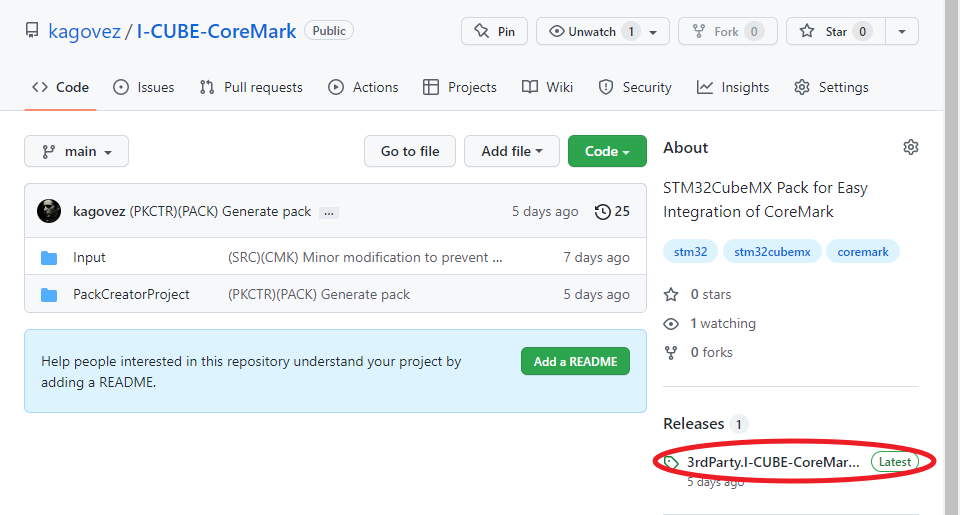 kagovez / I-CUBE-CoreMark Public
Pin Unwatch 1 Fork 0 Star 0
Code Issues Pull requests Actions Projects Wiki Security Insights Settings
main Go to file Add file Code
kagovez (PKCTR)(PACK) Generate pack ... 5 days ago 25
Input (SRC)(CMK) Minor modification to prevent ... 7 days ago
PackCreatorProject (PKCTR)(PACK) Generate pack 5 days ago
Help people interested in this repository understand your project by
adding a README.
Add a README
About
STM32CubeMX Pack for Easy
Integration of CoreMark
stm32 stm32cubemx coremark
0 stars
1 watching
0 forks
Releases 1
3rdParty.I-CUBE-CoreMar... Latest
5 days ago